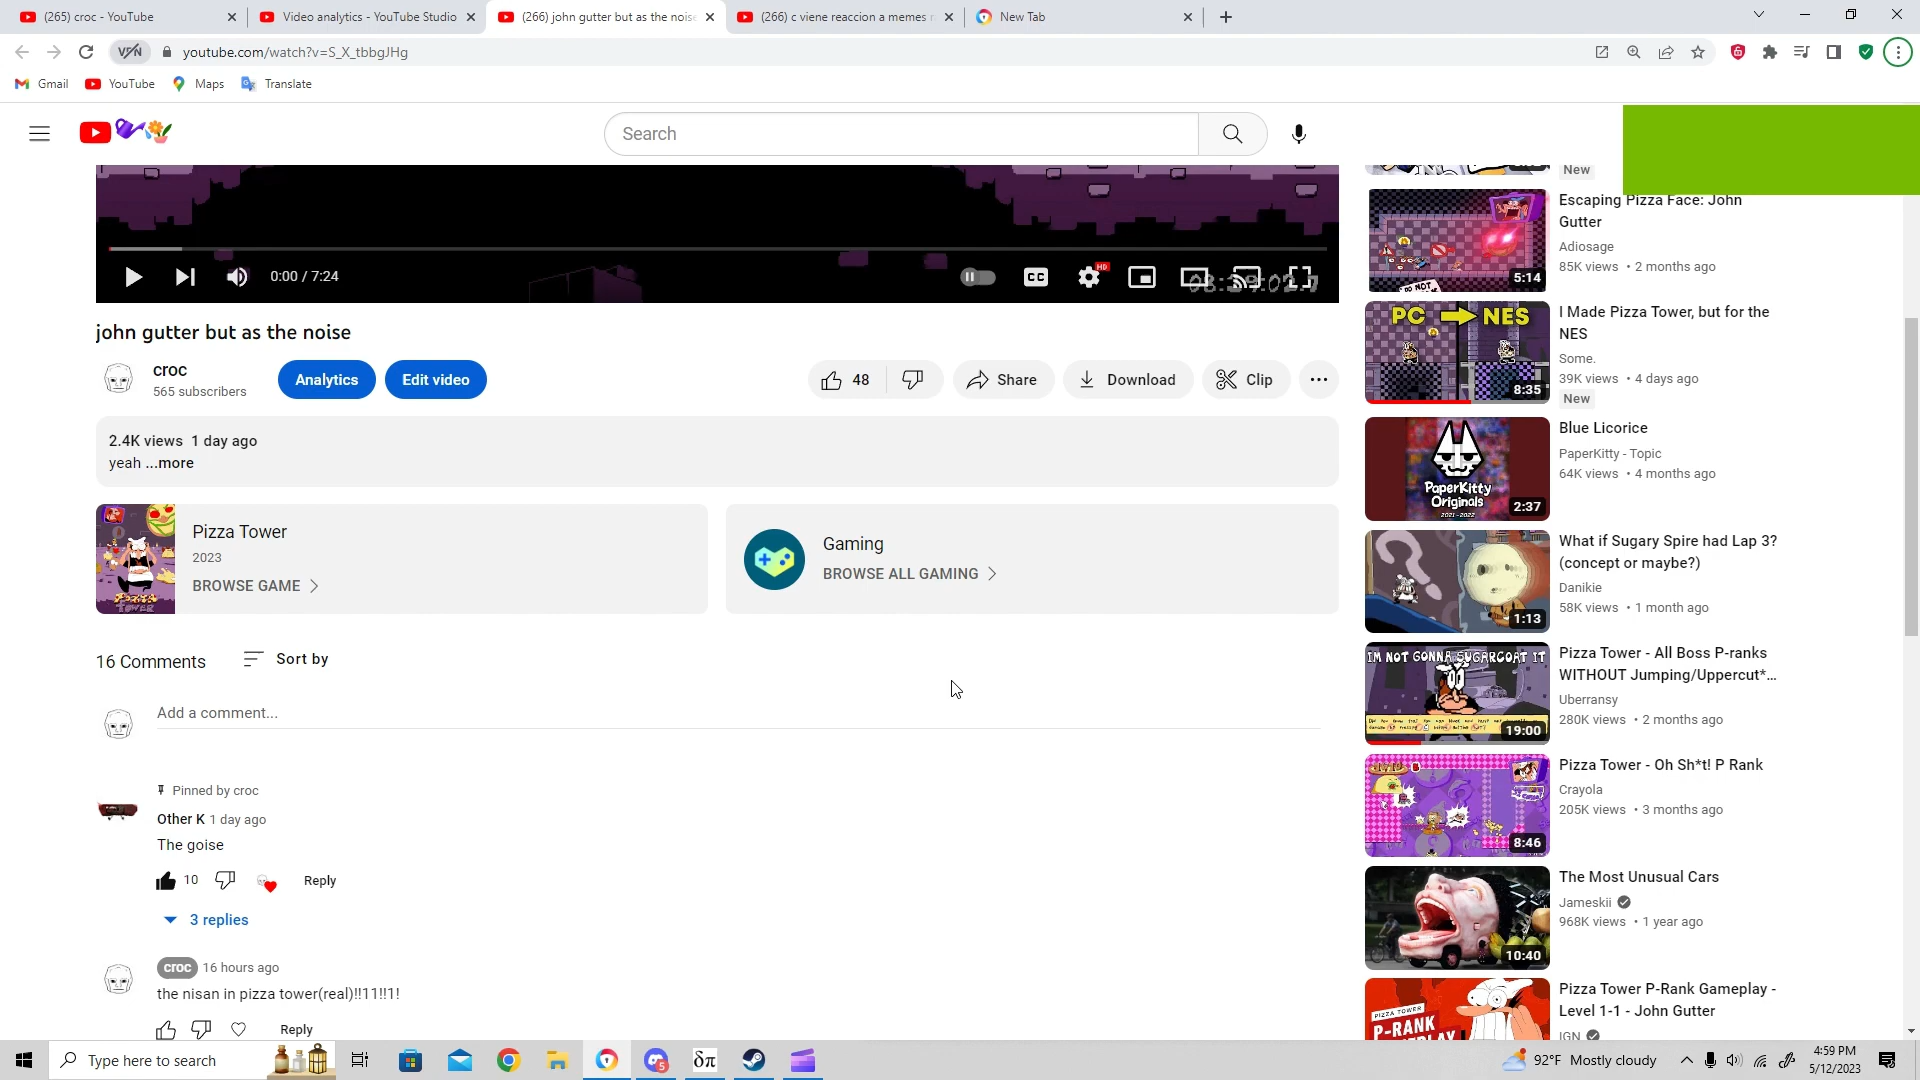 (265) croc - YouTube
Video analytics - YouTube Studio
(266) john gutter but as the nois
(266) c viene reaccion a memes
New Tab
VPN
youtube.com/watch?v=S_X_tbbgJHg
Gmail
YouTube
Maps
Translate
Search
0:00 / 7:24
CC
HD
john gutter but as the noise
croc
565 subscribers
Analytics
Edit video
48
Share
Download
Clip
2.4K views 1 day ago
yeah ...more
Pizza Tower
2023
BROWSE GAME
Gaming
BROWSE ALL GAMING
16 Comments
Sort by
Add a comment...
Pinned by croc
Other K 1 day ago
The goise
10
Reply
3 replies
croc 16 hours ago
the nisan in pizza tower(real)!!11!!1!
Reply
New
Escaping Pizza Face: John
Gutter
Adiosage
85K views • 2 months ago
DO NOT
5:14
PC NES
8:35
I Made Pizza Tower, but for the
NES
Some.
39K views • 4 days ago
New
PaperKitty
Originals
2021-2022
2:37
Blue Licorice
PaperKitty - Topic
64K views • 4 months ago
1:13
What if Sugary Spire had Lap 3?
(concept or maybe?)
Danikie
58K views • 1 month ago
IM NOT GONNA SUGARCOAT IT
19:00
Pizza Tower - All Boss P-ranks
WITHOUT Jumping/Uppercut*...
Uberransy
280K views • 2 months ago
8:46
Pizza Tower - Oh Sh*t! P Rank
Crayola
205K views • 3 months ago
10:40
The Most Unusual Cars
Jameskii
968K views • 1 year ago
PIZZA TOWER
P-RANK
Pizza Tower P-Rank Gameplay -
Level 1-1 - John Gutter
IGN
Type here to search
5
δπ
92°F Mostly cloudy
4:59 PM
5/12/2023